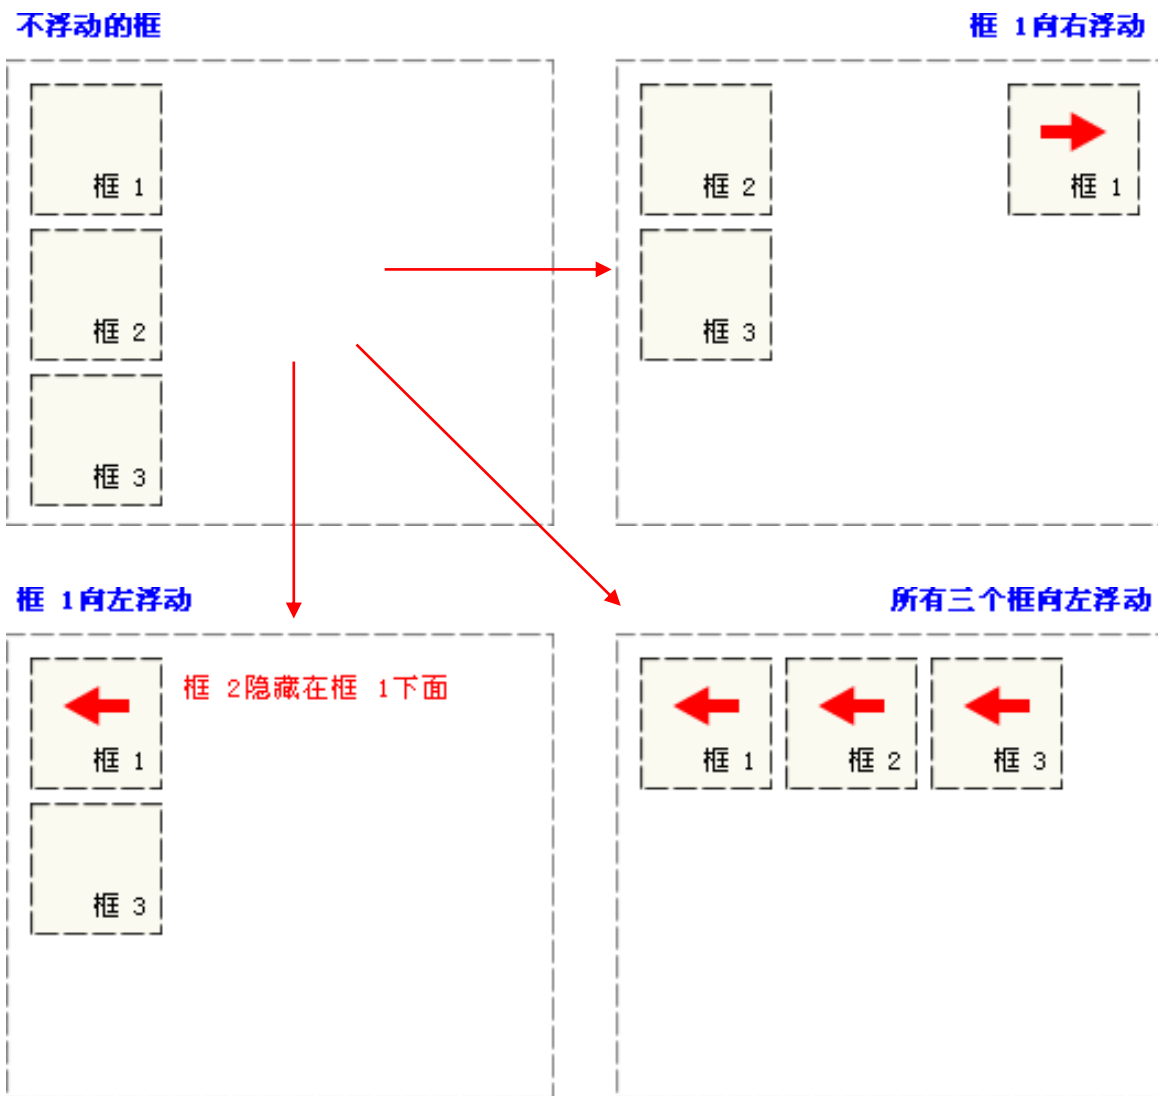 不浮动的框
框 1向右浮动
框 1
框 2
框 3
框 2
框 1
框 3
框 1向左浮动
所有三个框向左浮动
框 2隐藏在框 1下面
框 1
框 3
框 1
框 2
框 3